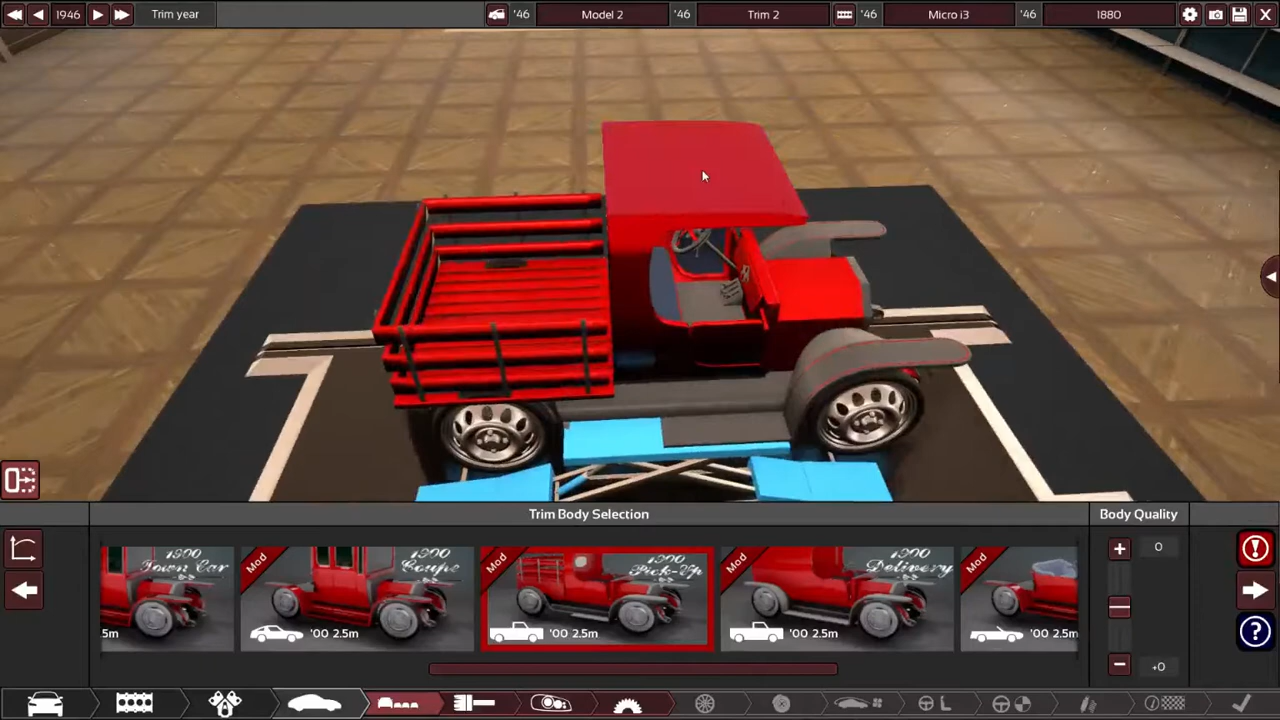 1946 Trim year '46 Model 2 '46 Trim 2 '46 Micro i3 '46 1880
Trim Body Selection
Body Quality
1900 Town Car
5m
Mod
1900 Coupe
'00 2.5m
Mod
1900 Pick-Up
'00 2.5m
Mod
1900 Delivery
'00 2.5m
Mod
'00 2.5m
0
+0